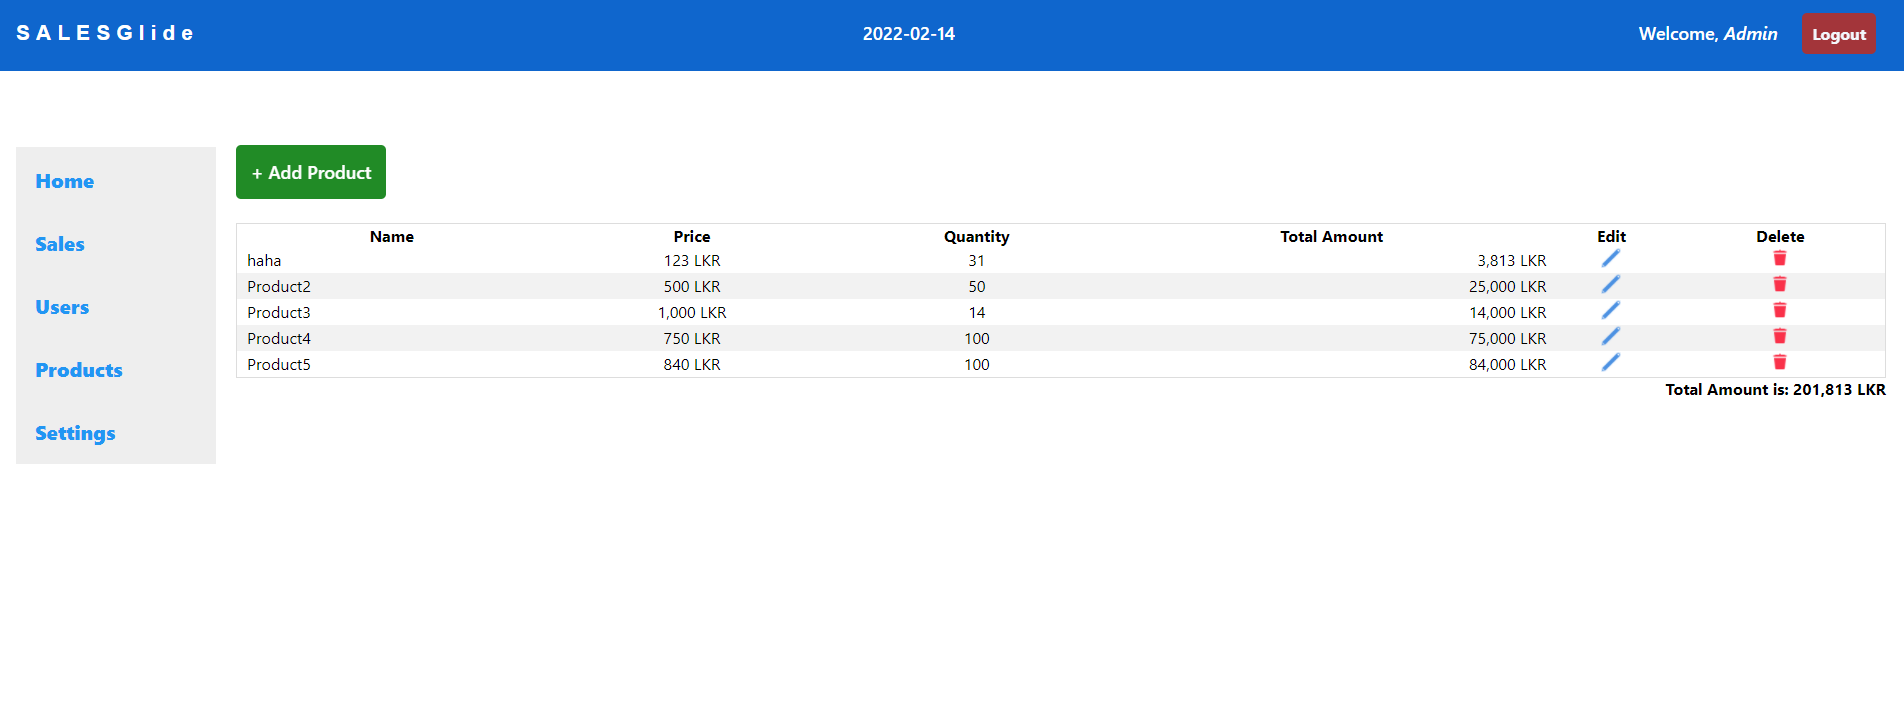 SALESGlide 2022-02-14 Welcome, Admin Logout
Home
Sales
Users
Products
Settings
+ Add Product
Name Price Quantity Total Amount Edit Delete
haha 123 LKR 31 3,813 LKR
Product2 500 LKR 50 25,000 LKR
Product3 1,000 LKR 14 14,000 LKR
Product4 750 LKR 100 75,000 LKR
Product5 840 LKR 100 84,000 LKR
Total Amount is: 201,813 LKR